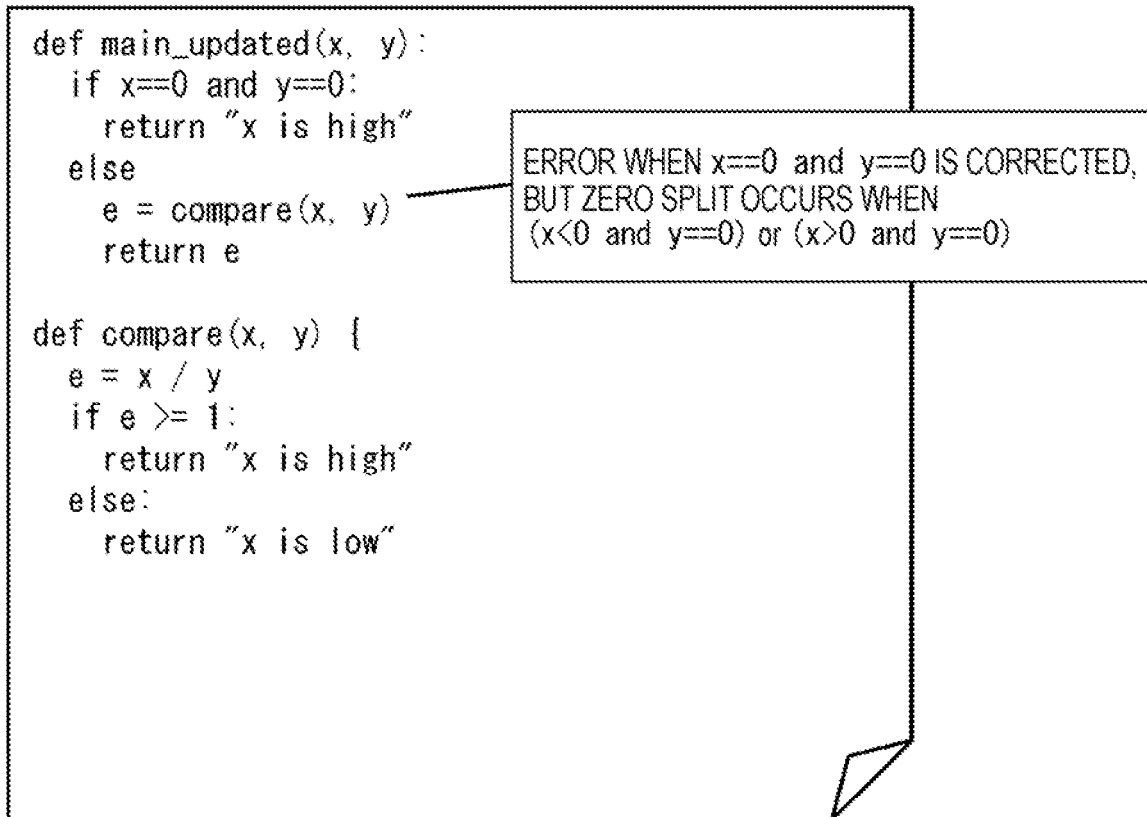 def main_updated(x, y):
  if x==0 and y==0:
    return "x is high"
  else
    e = compare(x, y)
    return e
ERROR WHEN x==0 and y==0 IS CORRECTED,
BUT ZERO SPLIT OCCURS WHEN
(x<0 and y==0) or (x>0 and y==0)
def compare(x, y) {
  e = x / y
  if e >= 1:
    return "x is high"
  else:
    return "x is low"